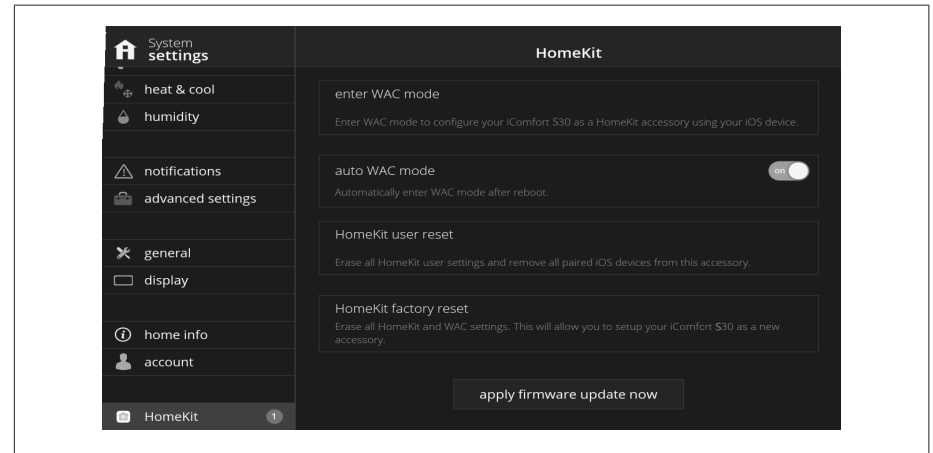 System
settings
HomeKit
heat & cool
humidity
notifications
advanced settings
general
display
home info
account
HomeKit 1
enter WAC mode
Enter WAC mode to configure your iComfort S30 as a HomeKit accessory using your iOS device.
auto WAC mode on
Automatically enter WAC mode after reboot.
HomeKit user reset
Erase all HomeKit user settings and remove all paired iOS devices from this accessory.
HomeKit factory reset
Erase all HomeKit and WAC settings. This will allow you to setup your iComfort S30 as a new
accessory.
apply firmware update now